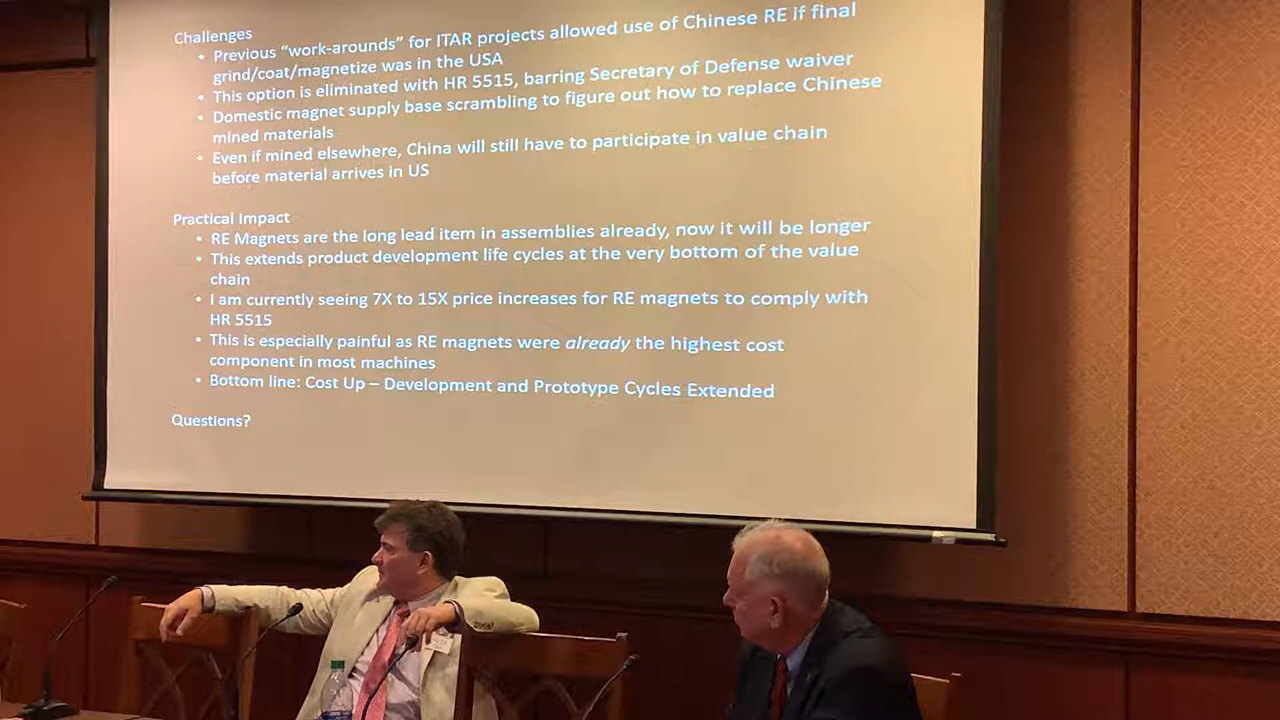 Challenges
• Previous “work-arounds” for ITAR projects allowed use of Chinese RE if final
grind/coat/magnetize was in the USA
• This option is eliminated with HR 5515, barring Secretary of Defense waiver
• Domestic magnet supply base scrambling to figure out how to replace Chinese
mined materials
• Even if mined elsewhere, China will still have to participate in value chain
before material arrives in US
Practical Impact
• RE Magnets are the long lead item in assemblies already, now it will be longer
• This extends product development life cycles at the very bottom of the value
chain
• I am currently seeing 7X to 15X price increases for RE magnets to comply with
HR 5515
• This is especially painful as RE magnets were already the highest cost
component in most machines
• Bottom line: Cost Up – Development and Prototype Cycles Extended
Questions?